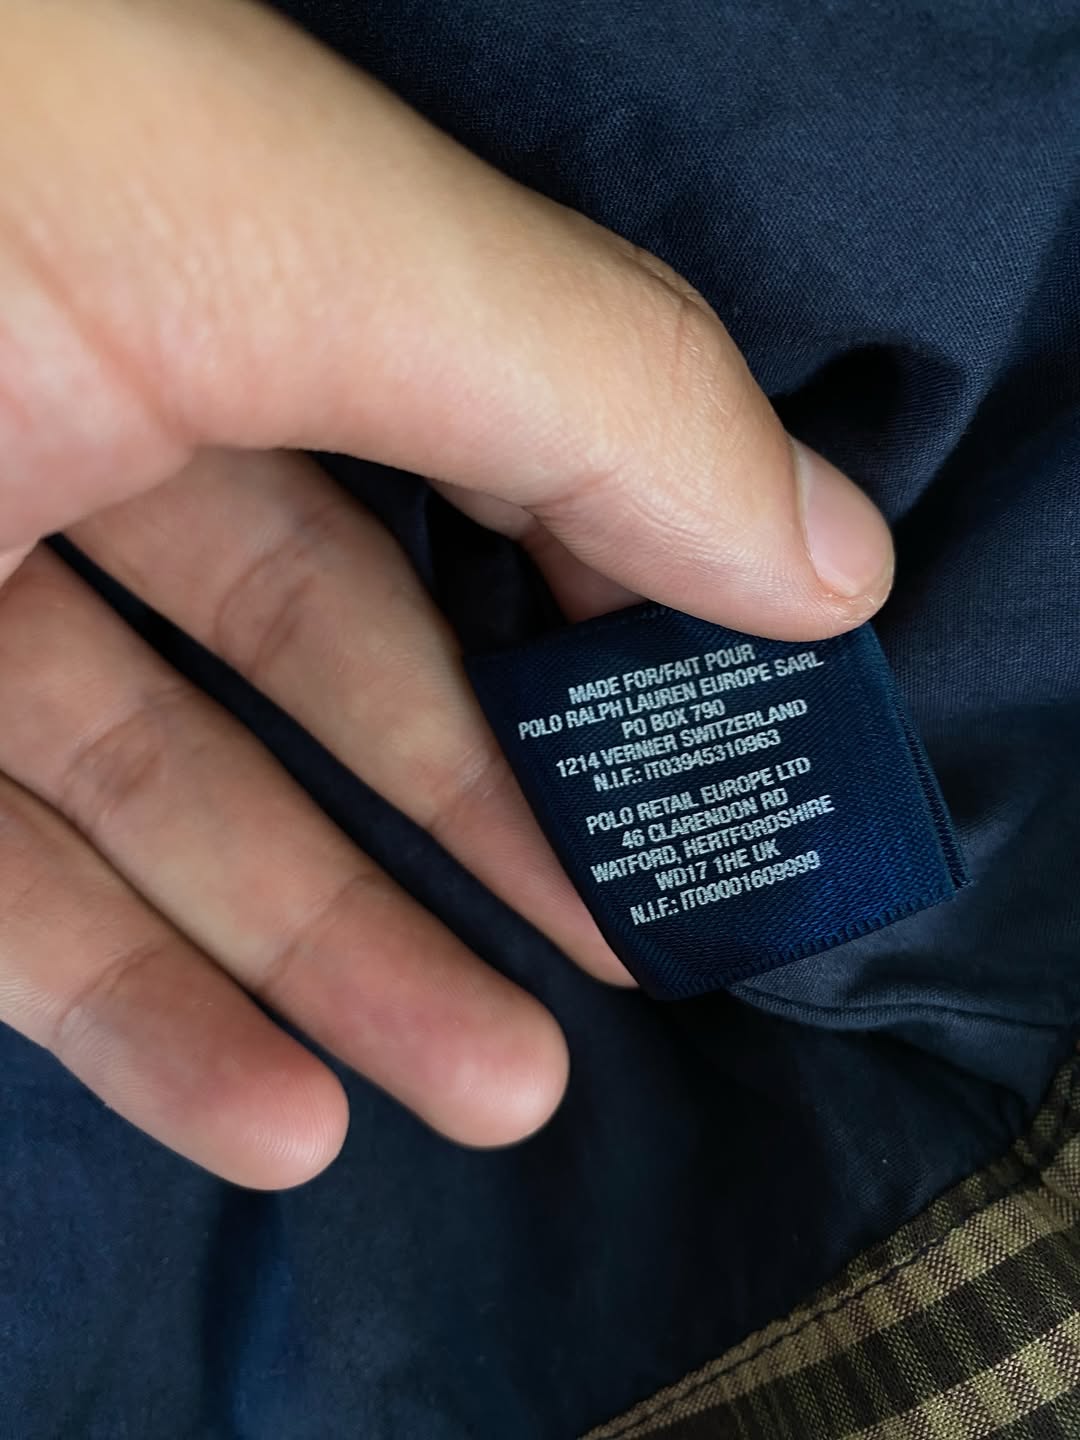 MADE FOR/FAIT POUR
POLO RALPH LAUREN EUROPE SARL
PO BOX 790
1214 VERNIER SWITZERLAND
N.I.F.: IT03945310963
POLO RETAIL EUROPE LTD
46 CLARENDON RD
WATFORD, HERTFORDSHIRE
WD17 1HE UK
N.I.F.: IT00001609999